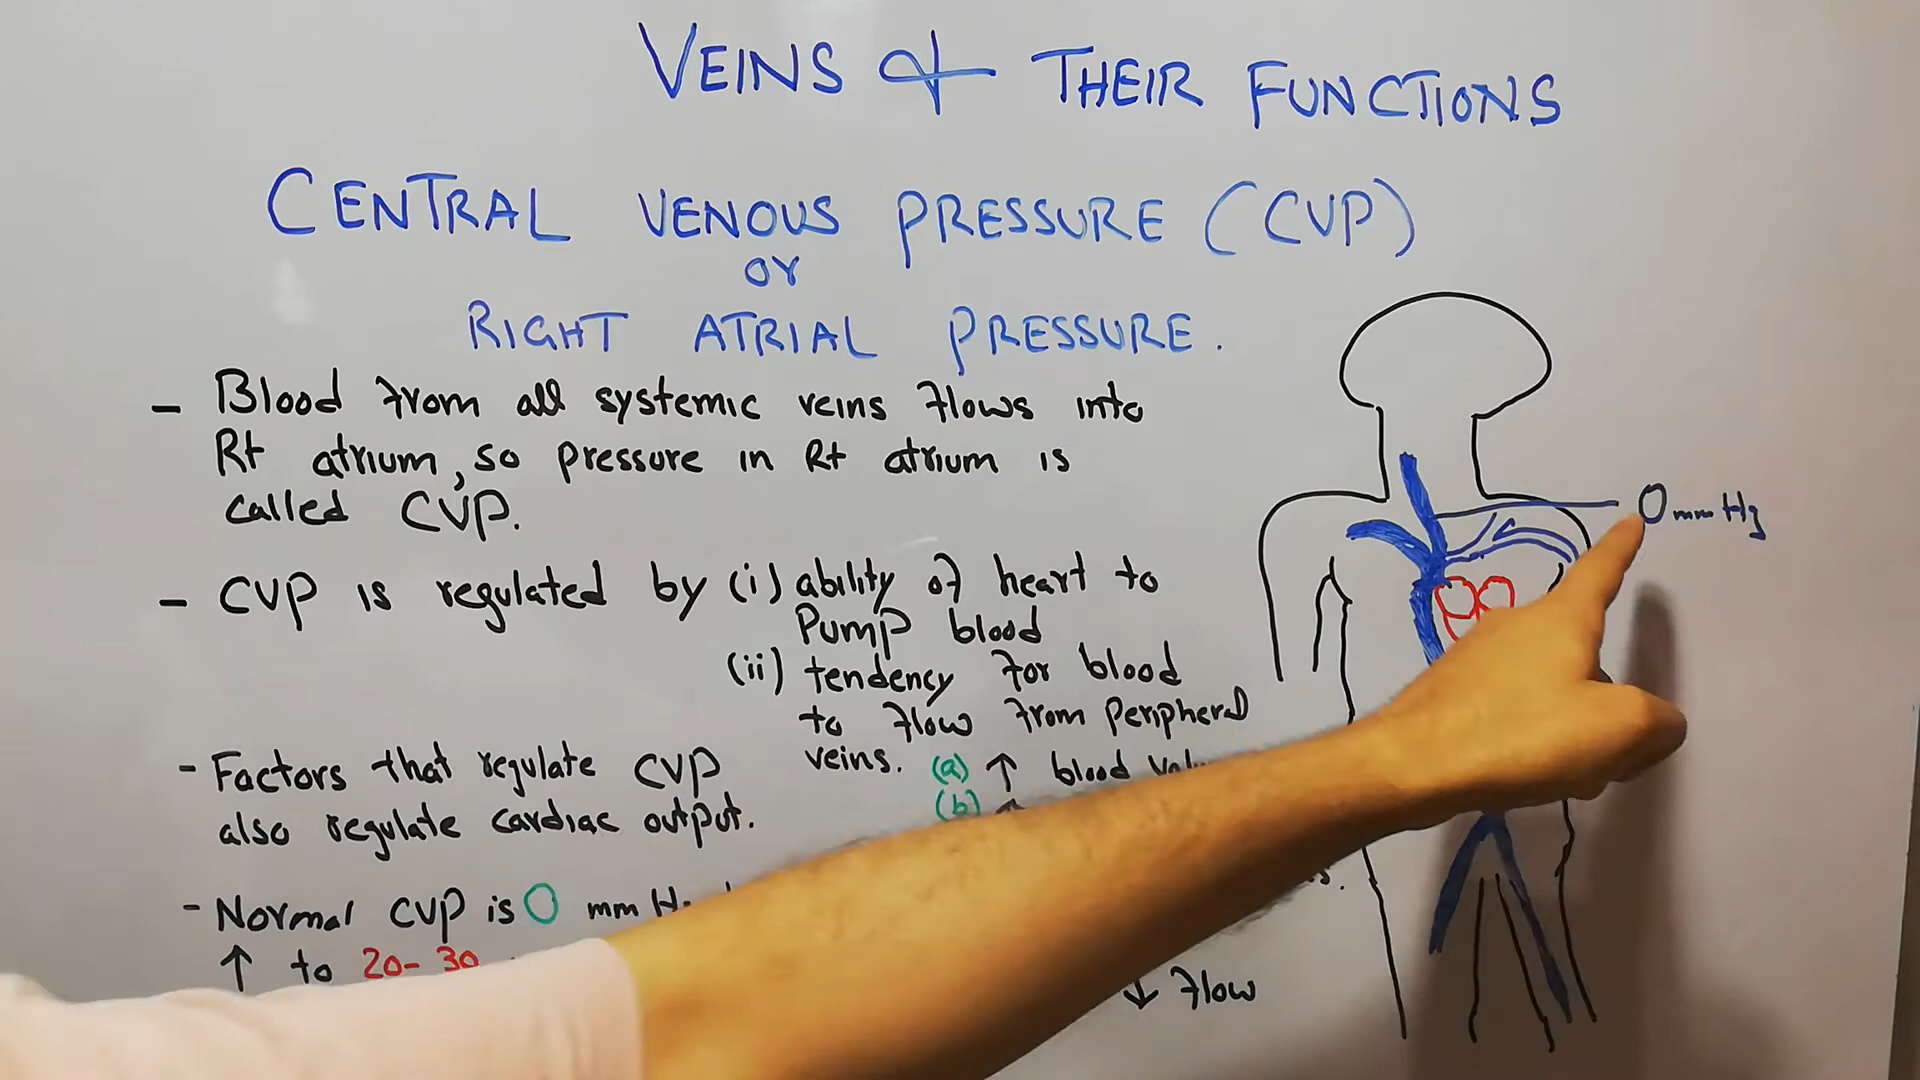 VEINS & THEIR FUNCTIONS
CENTRAL VENOUS PRESSURE (CVP)
or
RIGHT ATRIAL PRESSURE.
- Blood from all systemic veins flows into
Rt atrium, so pressure in Rt atrium is
called CVP.
- CVP is regulated by (i) ability of heart to
Pump blood
(ii) tendency for blood
to flow from Peripheral
veins. (a) ↑ blood
(b) ↑
- Factors that regulate CVP
also regulate cardiac output.
- Normal CVP is 0 mm Hg
↑ to 20-30
↓ flow
0 mm Hg